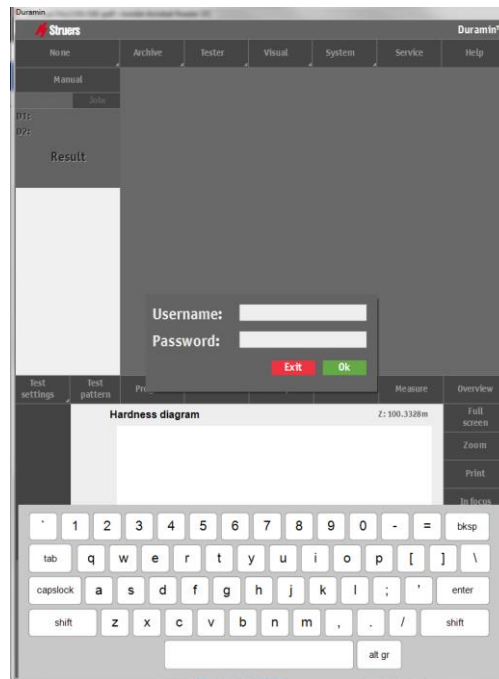 Duramin
Struers
Duramin
None Archive Tester Visual System Service Help
Manual
Jobs
D1:
D2:
Result
Username:
Password:
Exit Ok
Test settings
Test pattern
Measure
Overview
Hardness diagram
Z: 100.3328m
Full screen
Zoom
Print
In focus
` 1 2 3 4 5 6 7 8 9 0 - = bksp
tab q w e r t y u i o p [ ] \
capslock a s d f g h j k l ; ' enter
shift z x c v b n m , . / shift
alt gr